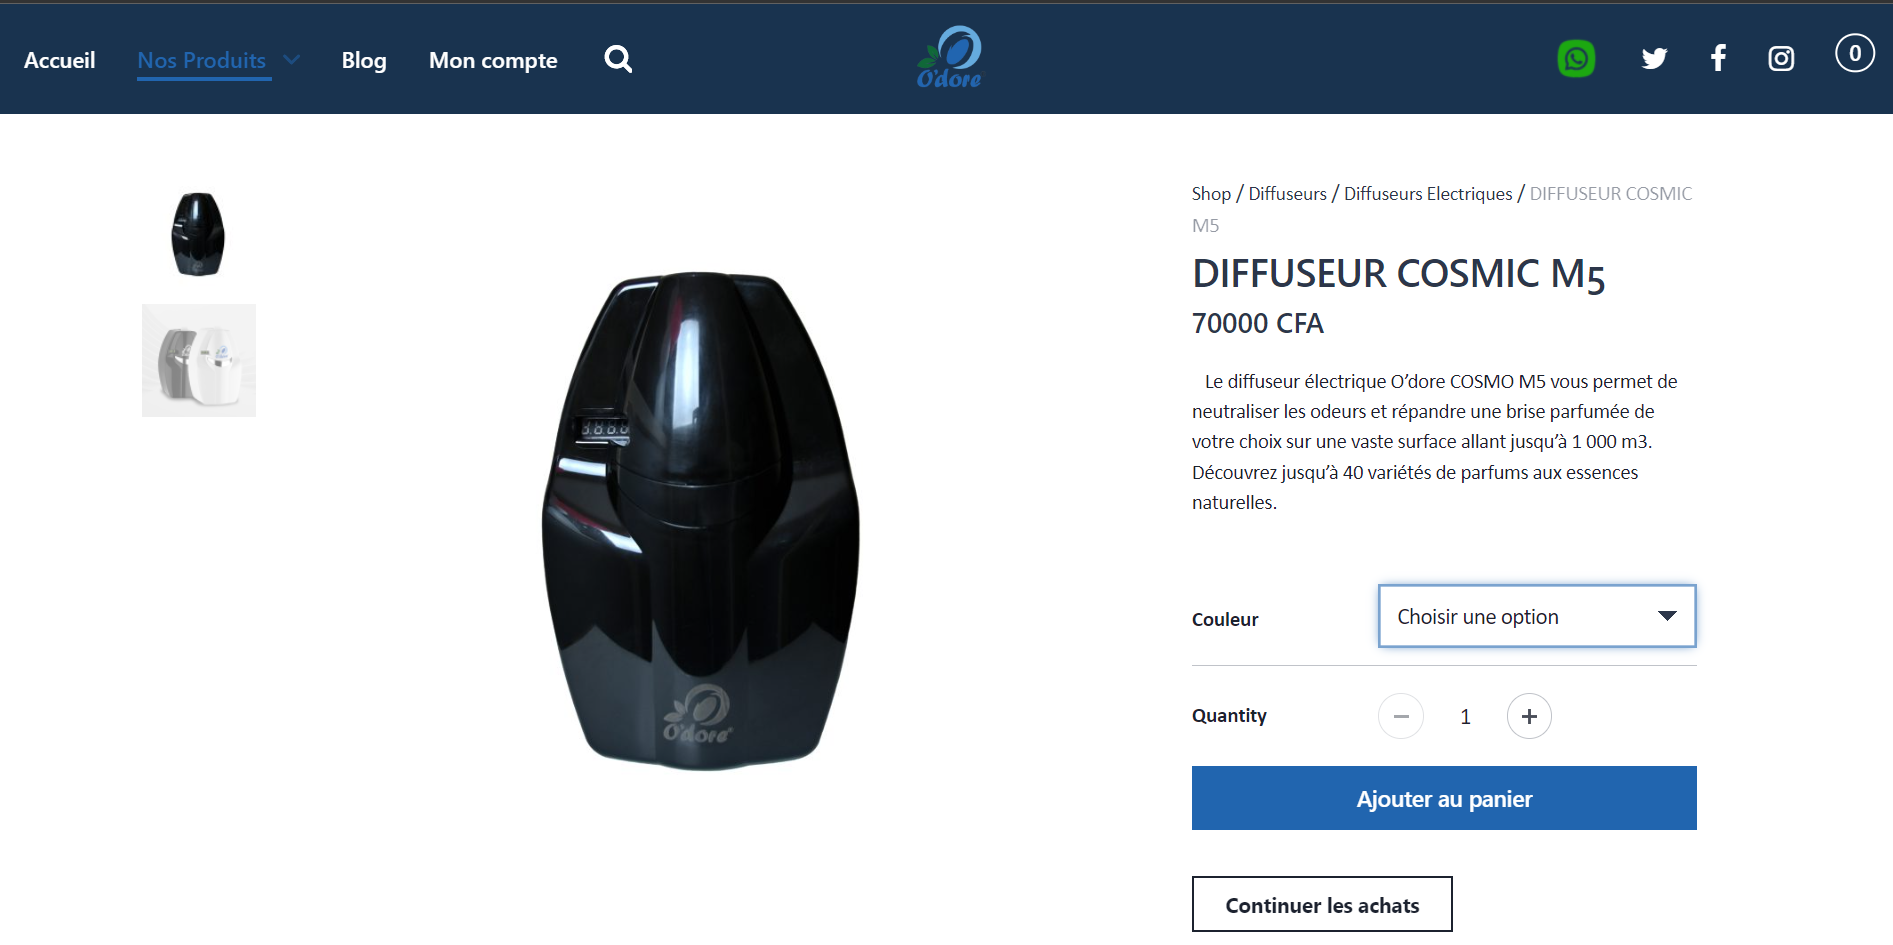 Accueil
Nos Produits
Blog
Mon compte
O'dore
0
Shop / Diffuseurs / Diffuseurs Electriques / DIFFUSEUR COSMIC
M5
DIFFUSEUR COSMIC M5
70000 CFA
Le diffuseur électrique O’dore COSMO M5 vous permet de
neutraliser les odeurs et répandre une brise parfumée de
votre choix sur une vaste surface allant jusqu’à 1 000 m3.
Découvrez jusqu’à 40 variétés de parfums aux essences
naturelles.
Couleur
Choisir une option
Quantity
− 1 +
Ajouter au panier
Continuer les achats
O'dore